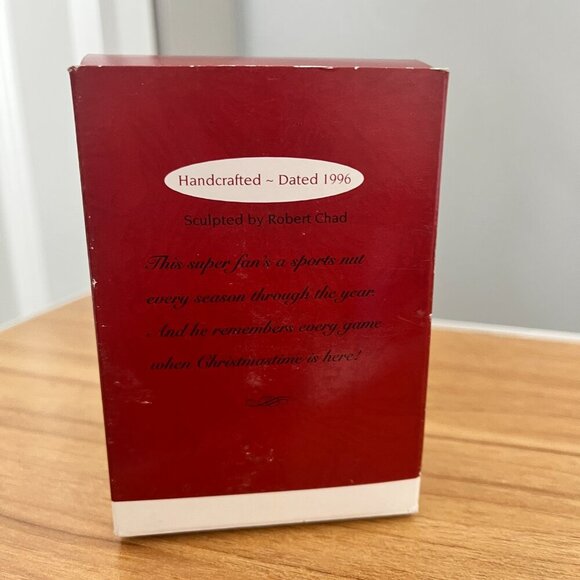 Handcrafted ~ Dated 1996
Sculpted by Robert Chad
This super fan's a sports nut
every season through the year.
And he remembers every game
when Christmastime is here!